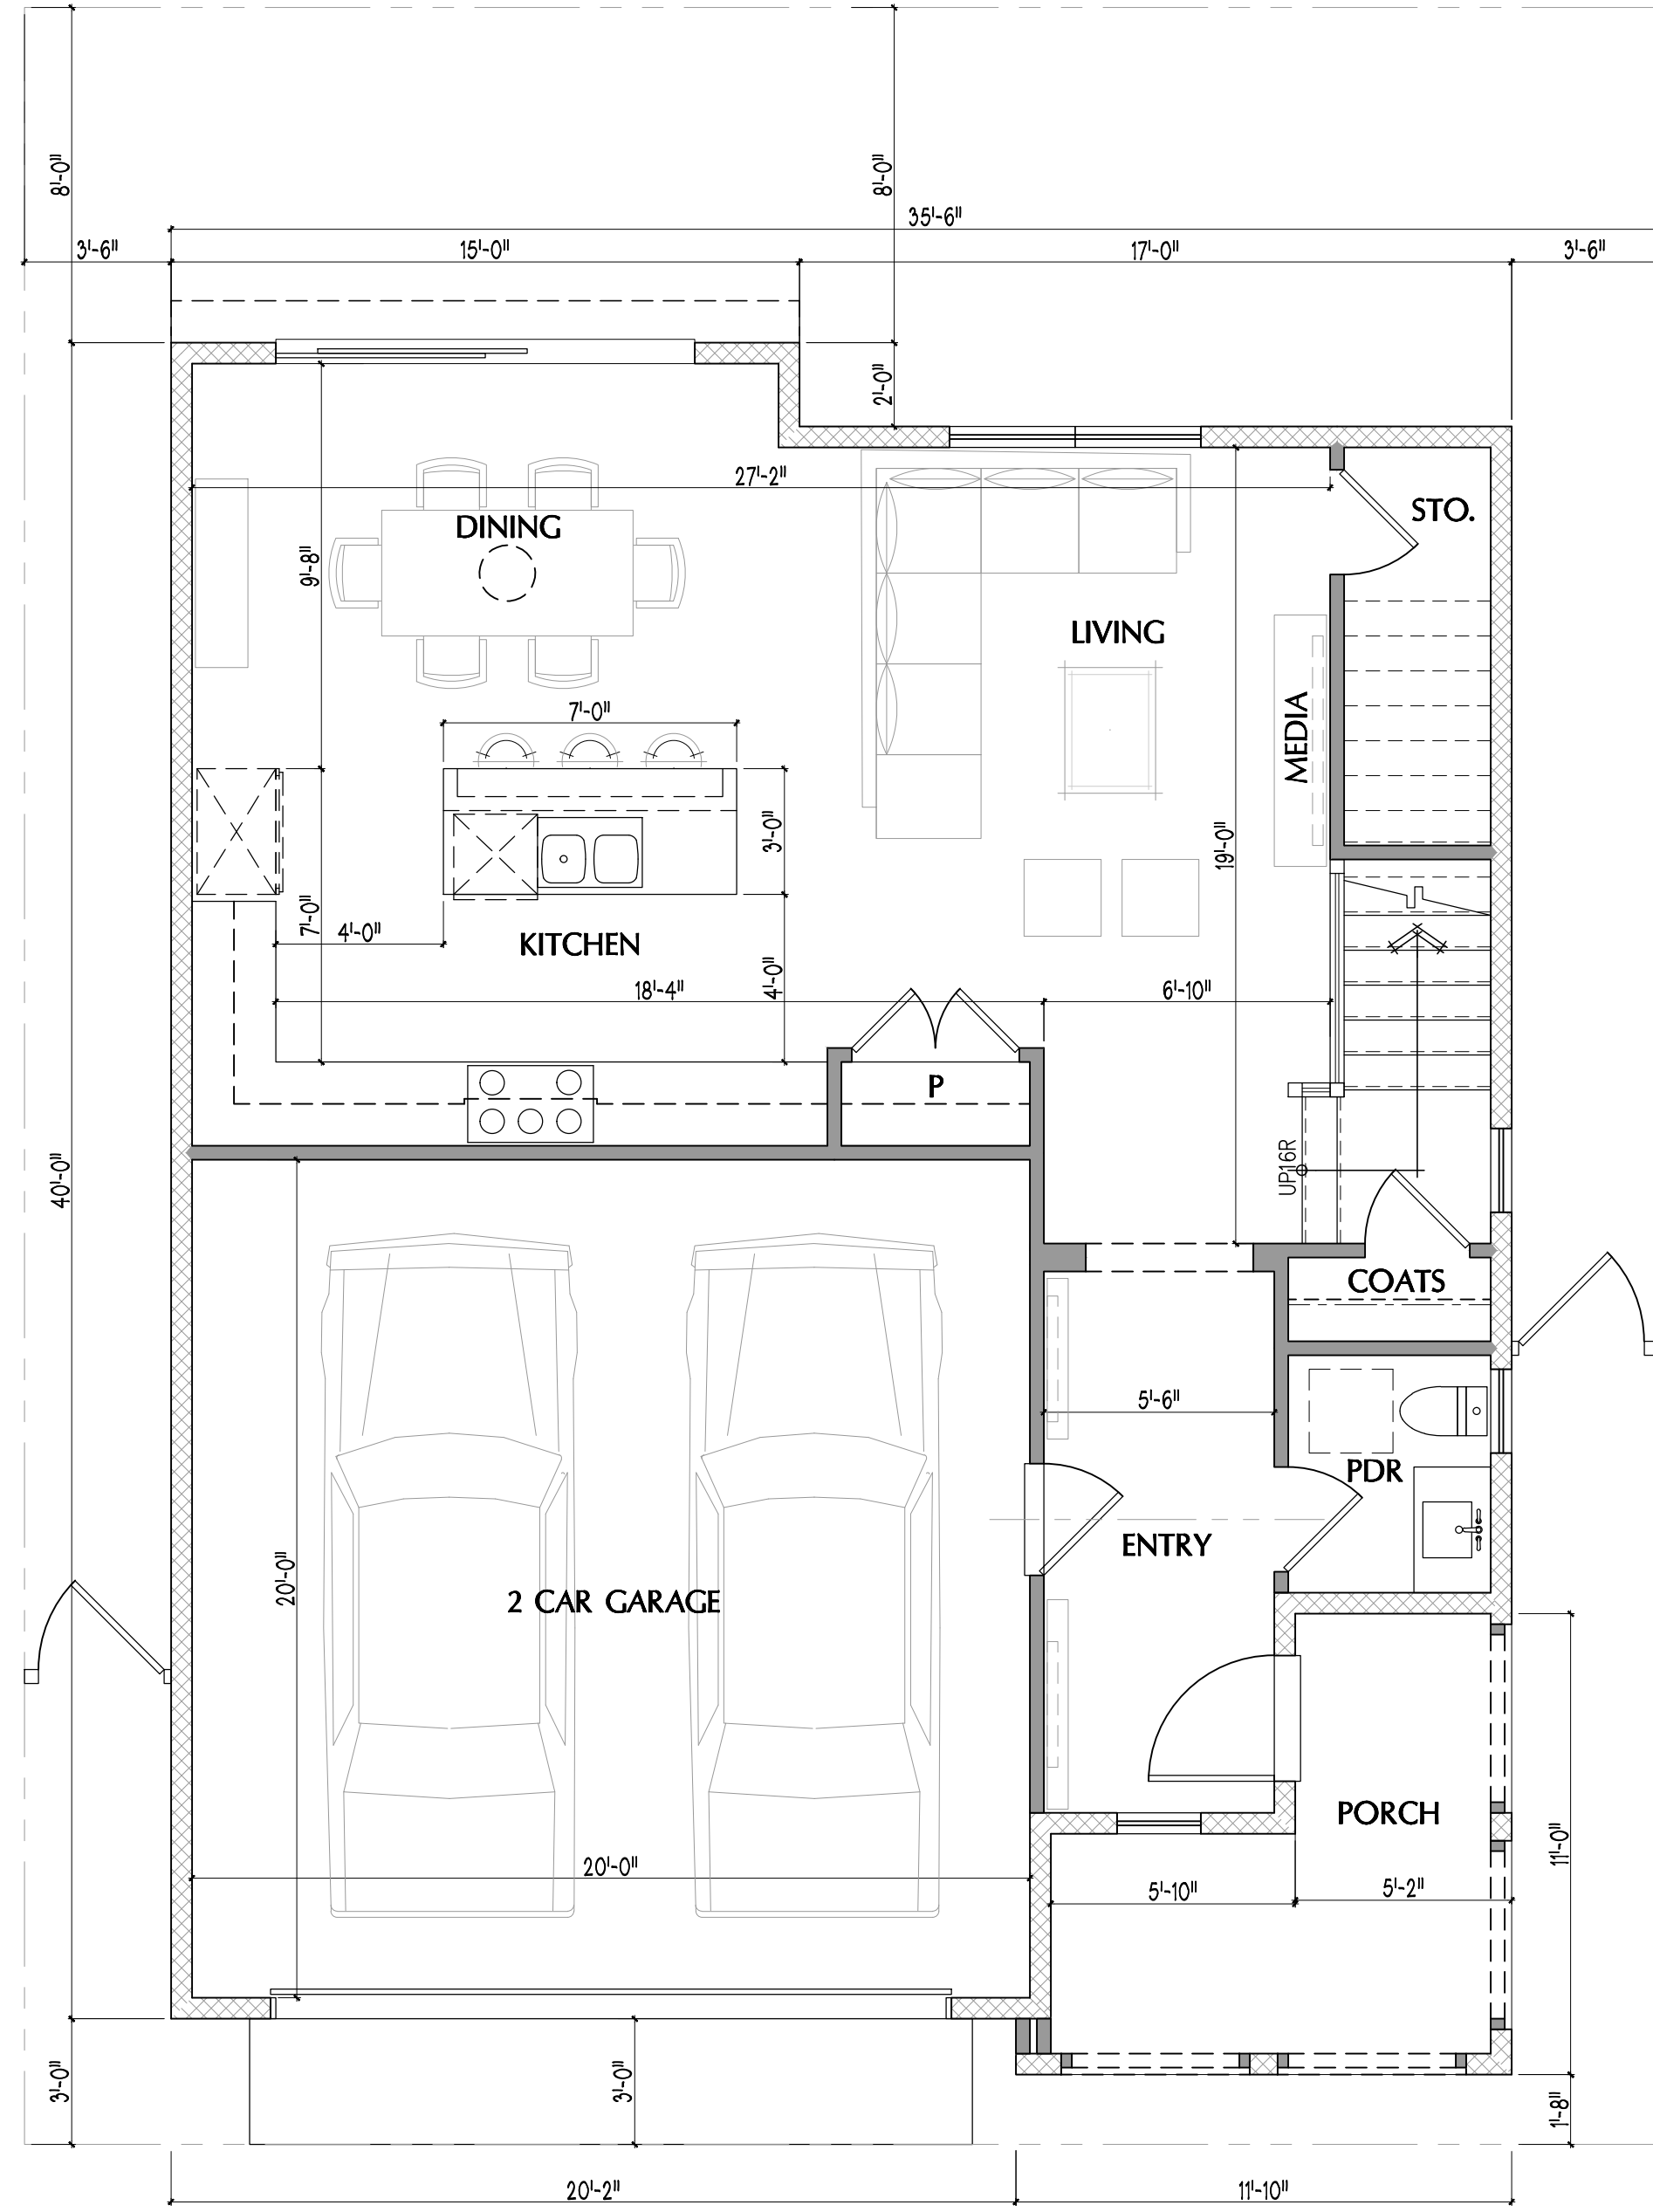 8'-0"
8'-0"
35'-6"
3'-6"
15'-0"
17'-0"
3'-6"
2'-0"
27'-2"
STO.
DINING
9'-8"
LIVING
7'-0"
MEDIA
3'-0"
19'-0"
7'-0"
4'-0"
KITCHEN
4'-0"
18'-4"
6'-10"
P
40'-0"
UP16R
COATS
5'-6"
PDR
ENTRY
20'-0"
2 CAR GARAGE
PORCH
11'-0"
20'-0"
5'-10"
5'-2"
3'-0"
3'-0"
1'-8"
20'-2"
11'-10"